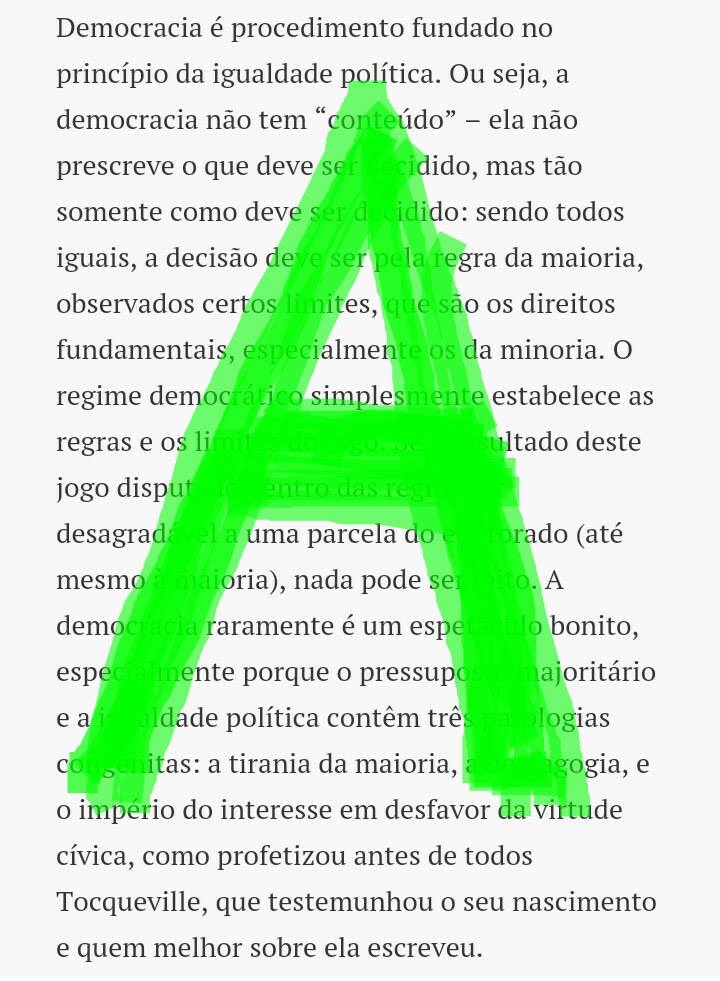 Democracia é procedimento fundado no
princípio da igualdade política. Ou seja, a
democracia não tem “conteúdo” – ela não
prescreve o que deve ser decidido, mas tão
somente como deve ser decidido: sendo todos
iguais, a decisão deve ser pela regra da maioria,
observados certos limites, que são os direitos
fundamentais, especialmente os da minoria. O
regime democrático simplesmente estabelece as
regras e os limites do jogo. Se resultado deste
jogo disputado dentro das regras
desagradável a uma parcela do eleitorado (até
mesmo à maioria), nada pode ser feito. A
democracia raramente é um espetáculo bonito,
especialmente porque o pressuposto majoritário
e a igualdade política contêm três patologias
congênitas: a tirania da maioria, a demagogia, e
o império do interesse em desfavor da virtude
cívica, como profetizou antes de todos
Tocqueville, que testemunhou o seu nascimento
e quem melhor sobre ela escreveu.
A